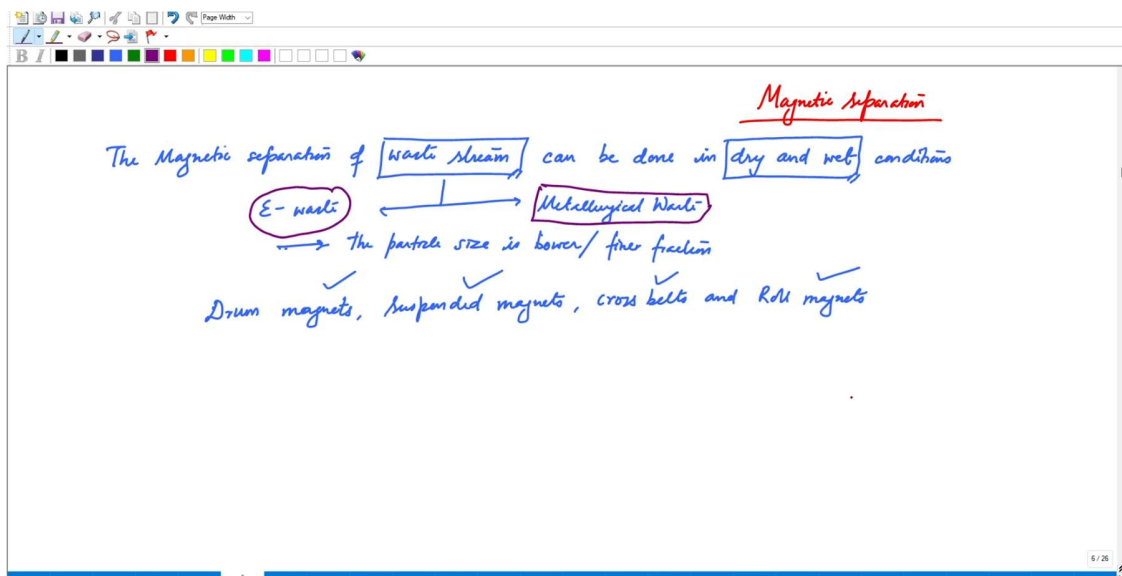 Page Width
B I
Magnetic Separation
The Magnetic separation of waste stream can be done in dry and wet conditions
E-waste Metallurgical Waste
the particle size is lower/ finer fraction
Drum magnets, suspended magnets, cross belts and Roll magnets
6 / 26